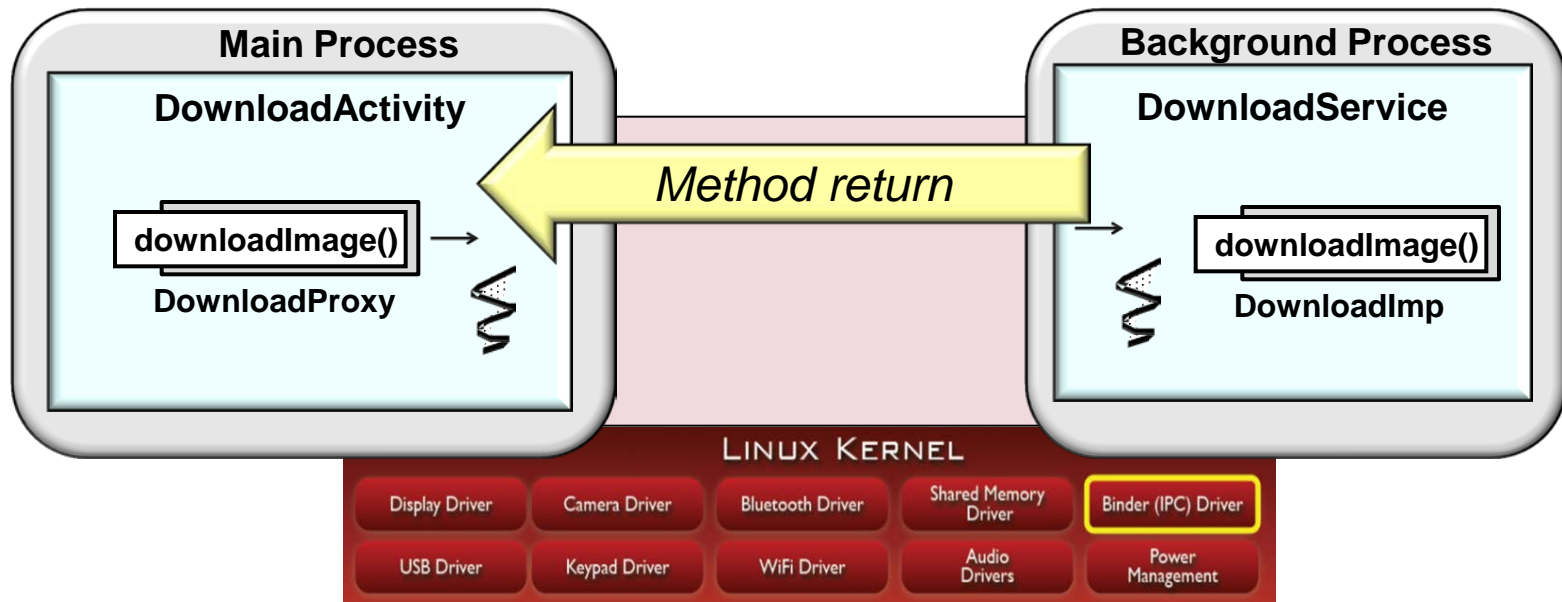 Main Process
DownloadActivity
downloadImage()
DownloadProxy
Method return
Background Process
DownloadService
downloadImage()
DownloadImp
LINUX KERNEL
Display Driver
Camera Driver
Bluetooth Driver
Shared Memory
Driver
Binder (IPC) Driver
USB Driver
Keypad Driver
WiFi Driver
Audio
Drivers
Power
Management